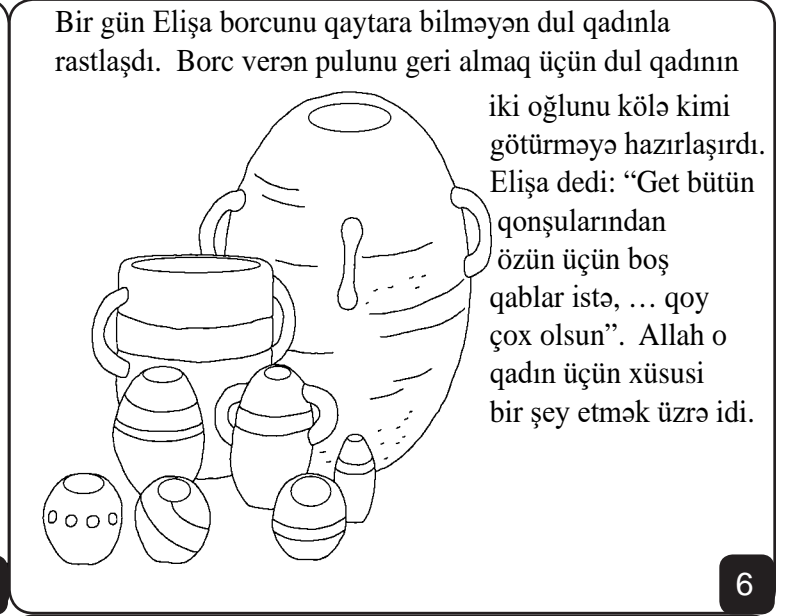 Bir gün Elişa borcunu qaytara bilməyən dul qadınla
rastlaşdı. Borc verən pulunu geri almaq üçün dul qadının
iki oğlunu kölə kimi
götürməyə hazırlaşırdı.
Elişa dedi: “Get bütün
qonşularından
özün üçün boş
qablar istə, … qoy
çox olsun”. Allah o
qadın üçün xüsusi
bir şey etmək üzrə idi.
6